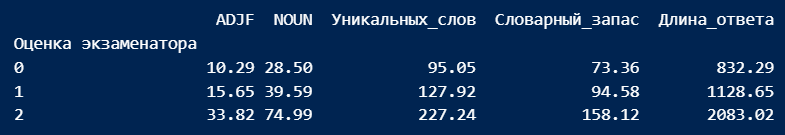 ADJF NOUN Уникальных_слов Словарный_запас Длина_ответа
Оценка экзаменатора
0 10.29 28.50 95.05 73.36 832.29
1 15.65 39.59 127.92 94.58 1128.65
2 33.82 74.99 227.24 158.12 2083.02